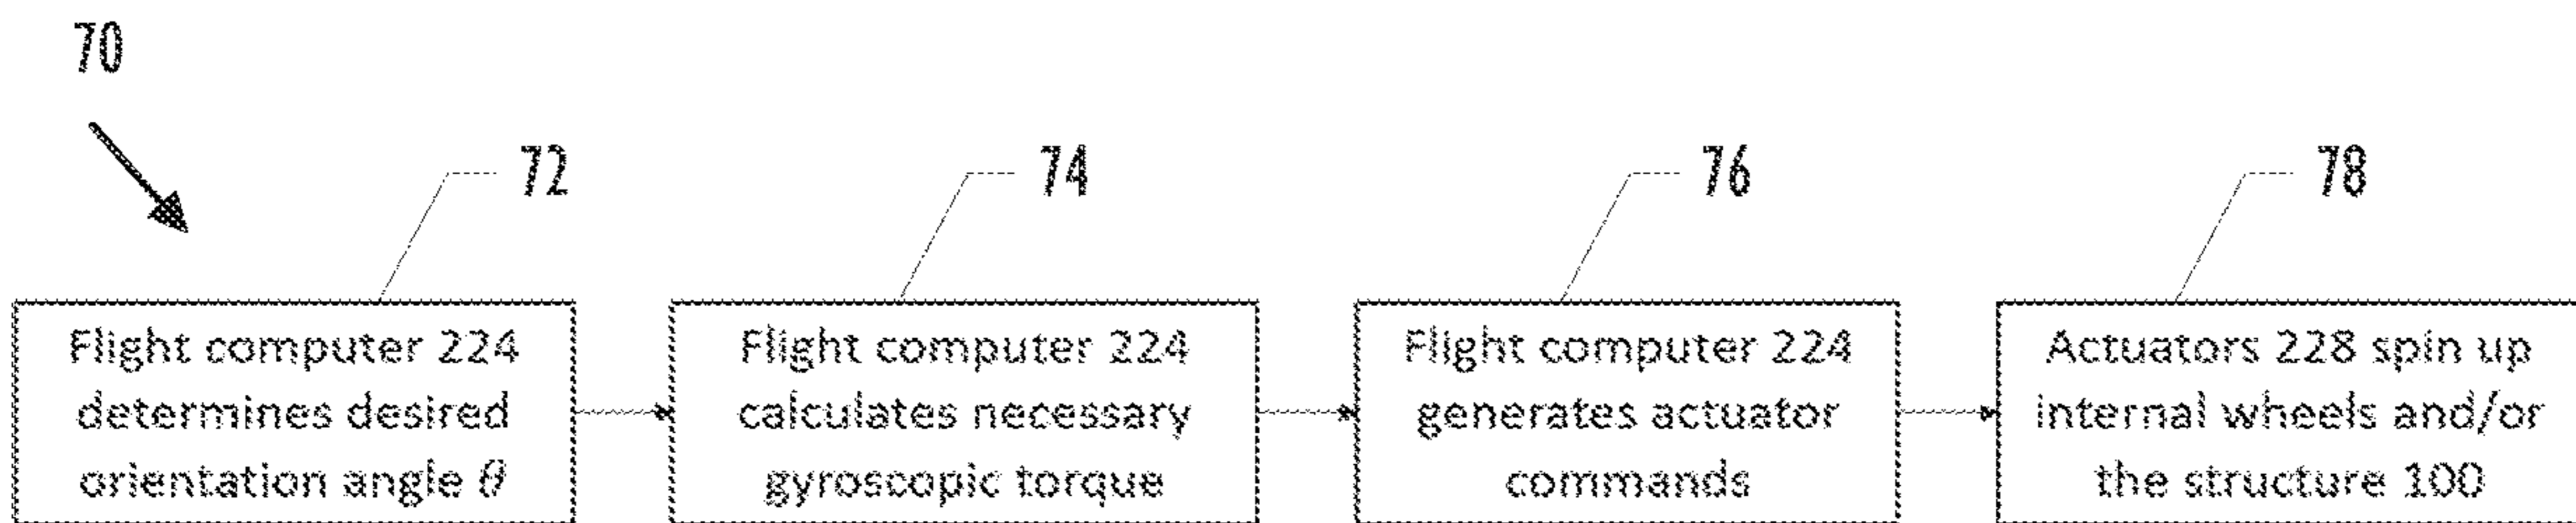 70
72
74
76
78
Flight computer 224
determines desired
orientation angle θ
Flight computer 224
calculates necessary
gyroscopic torque
Flight computer 224
generates actuator
commands
Actuators 228 spin up
internal wheels and/or
the structure 100